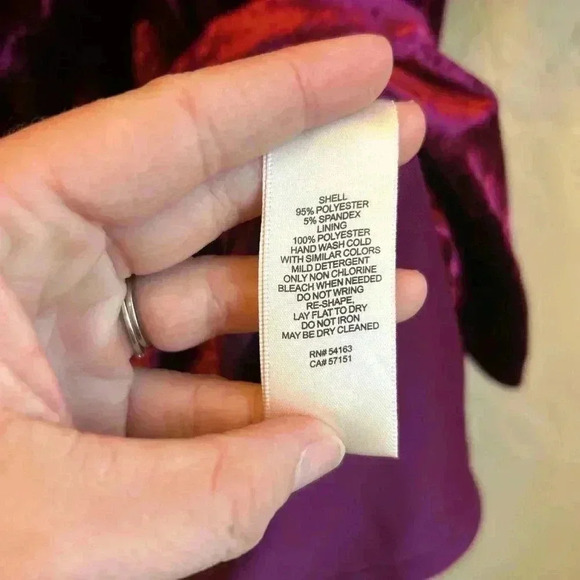 SHELL
95% POLYESTER
5% SPANDEX
LINING
100% POLYESTER
HAND WASH COLD
WITH SIMILAR COLORS
MILD DETERGENT
ONLY NON CHLORINE
BLEACH WHEN NEEDED
DO NOT WRING
RE-SHAPE,
LAY FLAT TO DRY
DO NOT IRON
MAY BE DRY CLEANED
RN# 54163
CA# 57151